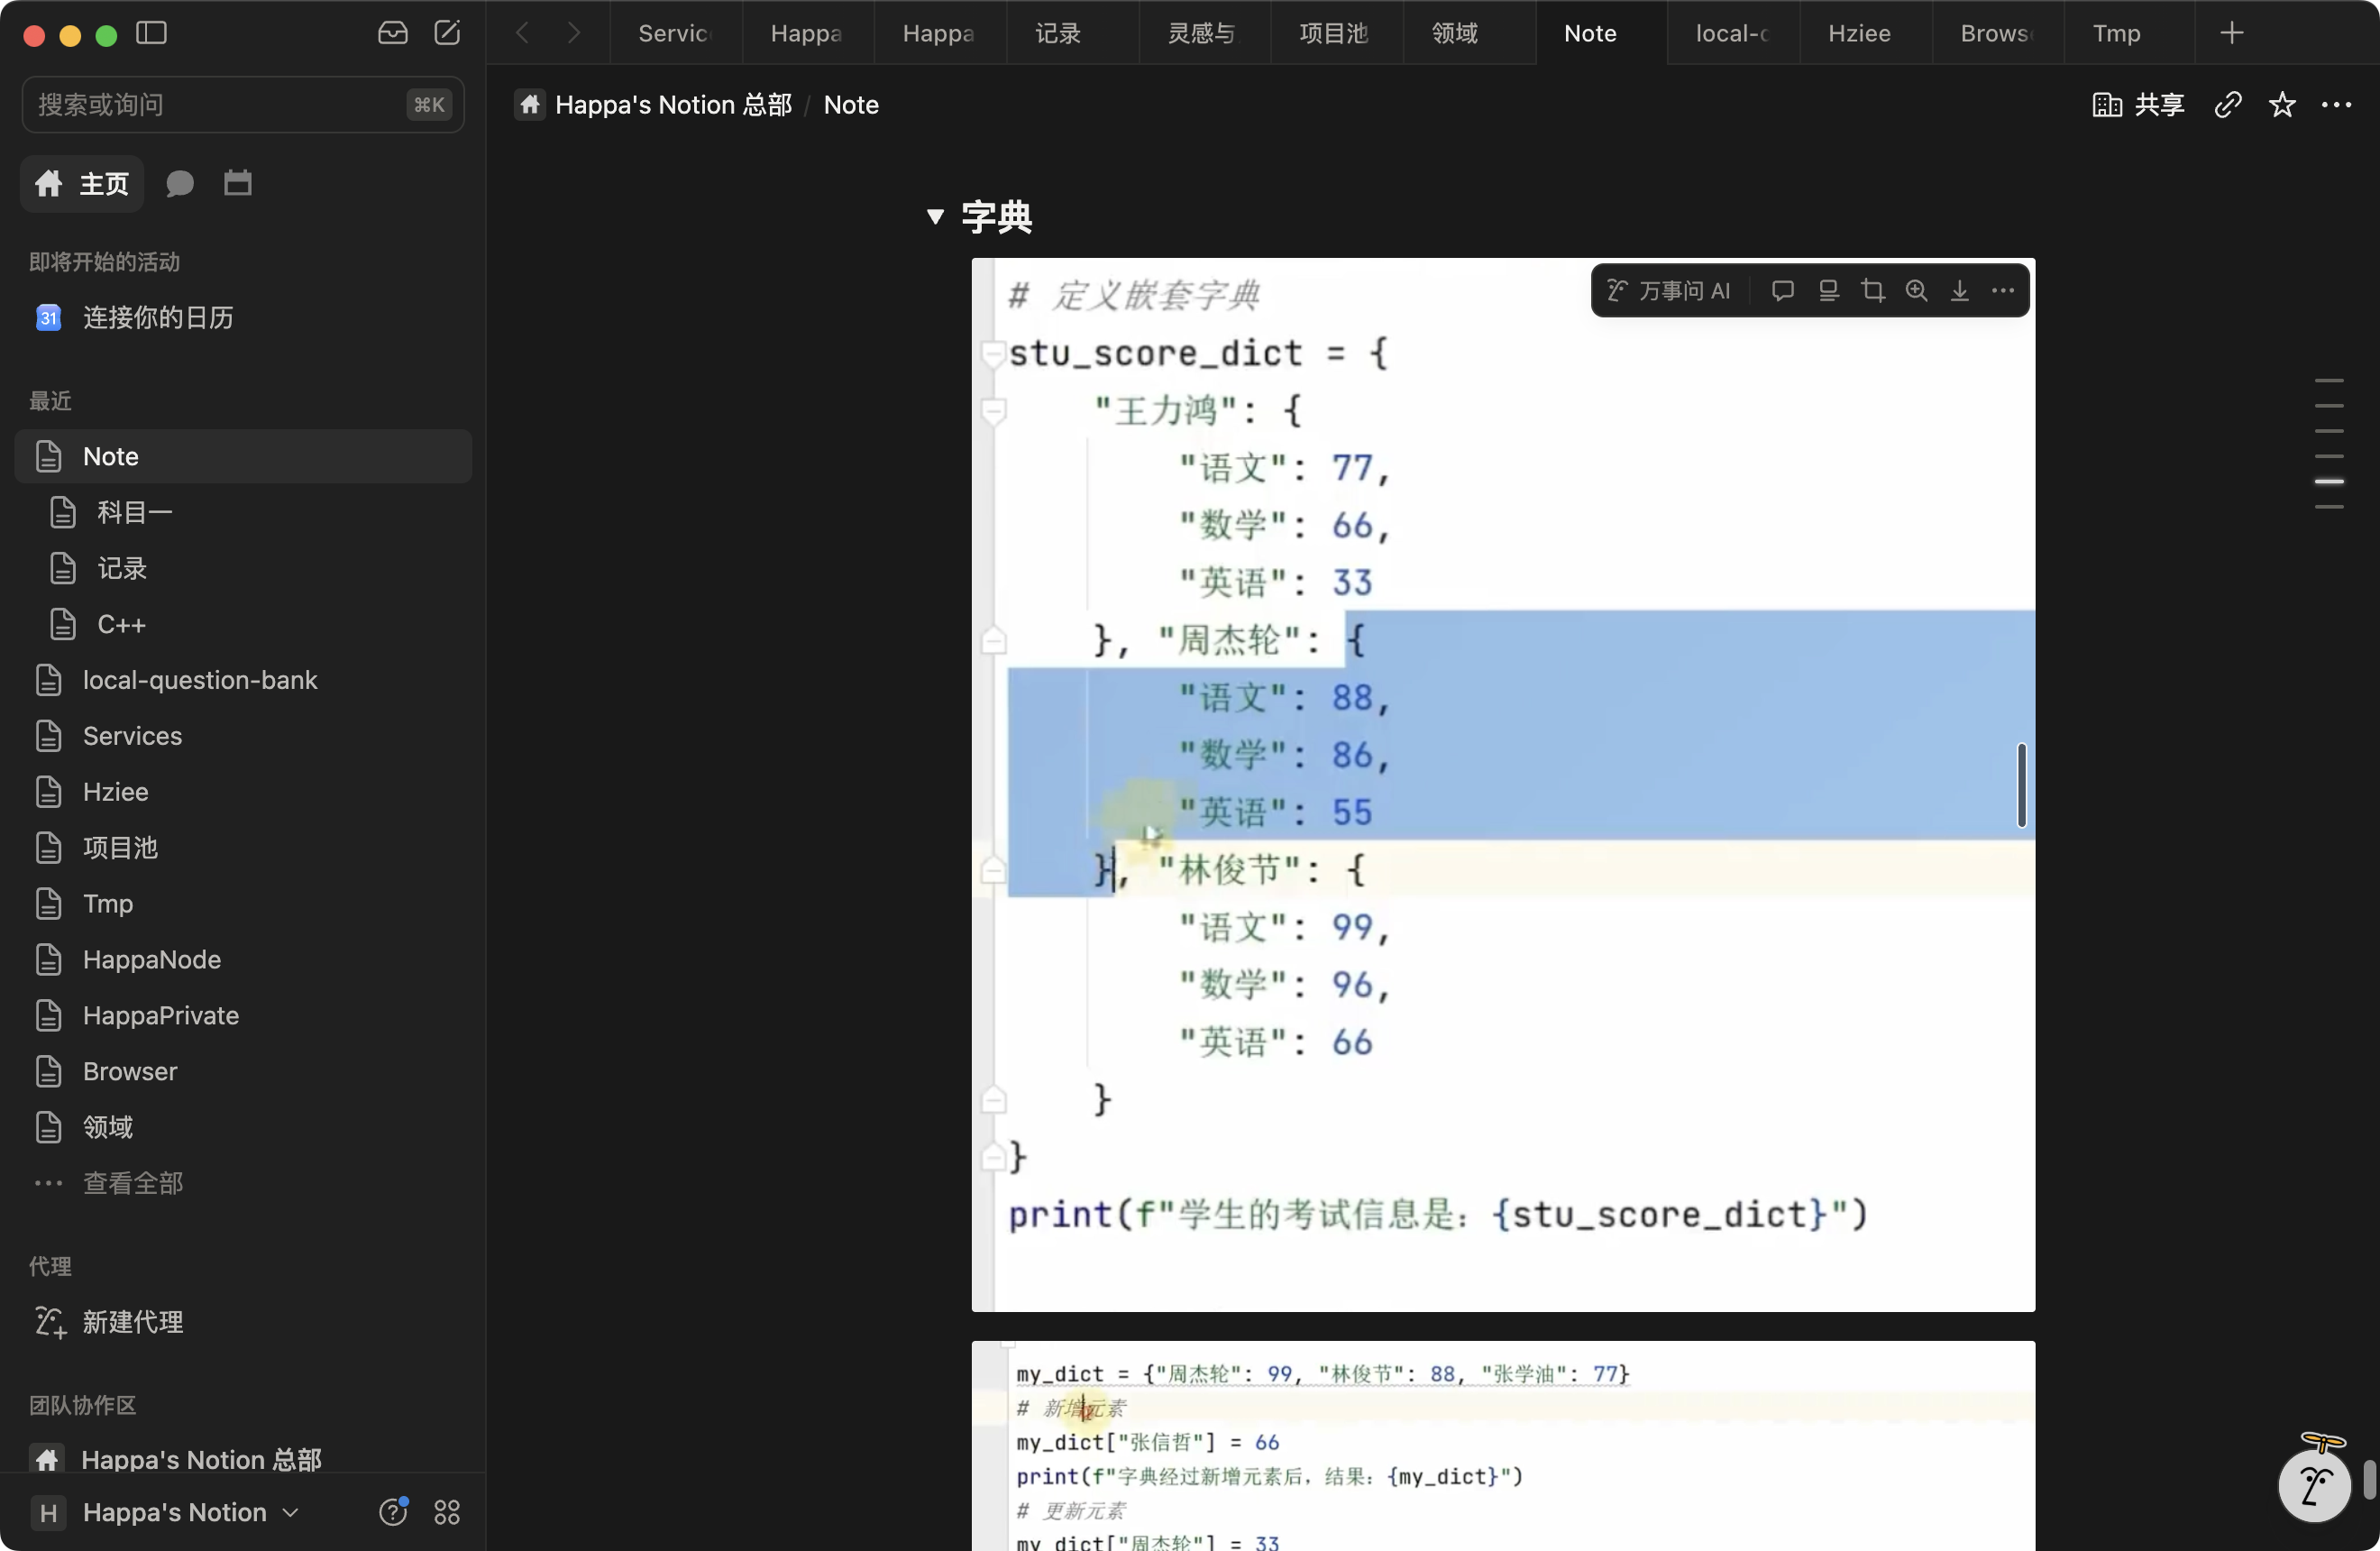 Servic
Happa
Happa
记录
灵感与
项目池
领域
Note
local-c
Hziee
Brows
Tmp
搜索或询问
⌘K
Happa's Notion 总部 / Note
共享
主页
即将开始的活动
31 连接你的日历
最近
Note
科目一
记录
C++
local-question-bank
Services
Hziee
项目池
Tmp
HappaNode
HappaPrivate
Browser
领域
查看全部
代理
新建代理
团队协作区
Happa's Notion 总部
H Happa's Notion
字典
万事问 AI
# 定义嵌套字典
stu_score_dict = {
"王力鸿": {
"语文": 77,
"数学": 66,
"英语": 33
}, "周杰轮": {
"语文": 88,
"数学": 86,
"英语": 55
}, "林俊节": {
"语文": 99,
"数学": 96,
"英语": 66
}
}
print(f"学生的考试信息是：{stu_score_dict}")
my_dict = {"周杰轮": 99, "林俊节": 88, "张学油": 77}
# 新增元素
my_dict["张信哲"] = 66
print(f"字典经过新增元素后，结果：{my_dict}")
# 更新元素
my_dict["周杰轮"] = 33